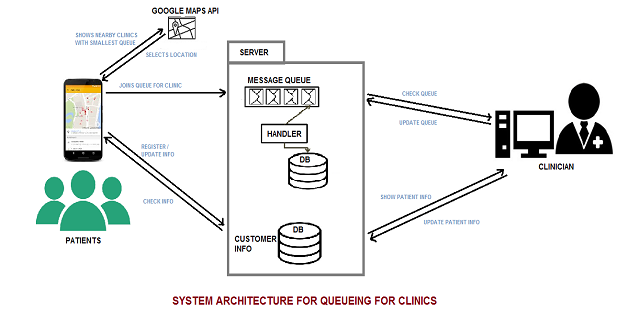 GOOGLE MAPS API
SHOWS NEARBY CLINICS
WITH SMALLEST QUEUE
SELECTS LOCATION
SERVER
MESSAGE QUEUE
JOINS QUEUE FOR CLINIC
CHECK QUEUE
UPDATE QUEUE
HANDLER
REGISTER /
UPDATE INFO
DB
CLINICIAN
CHECK INFO
SHOW PATIENT INFO
UPDATE PATIENT INFO
DB
CUSTOMER
INFO
PATIENTS
SYSTEM ARCHITECTURE FOR QUEUEING FOR CLINICS